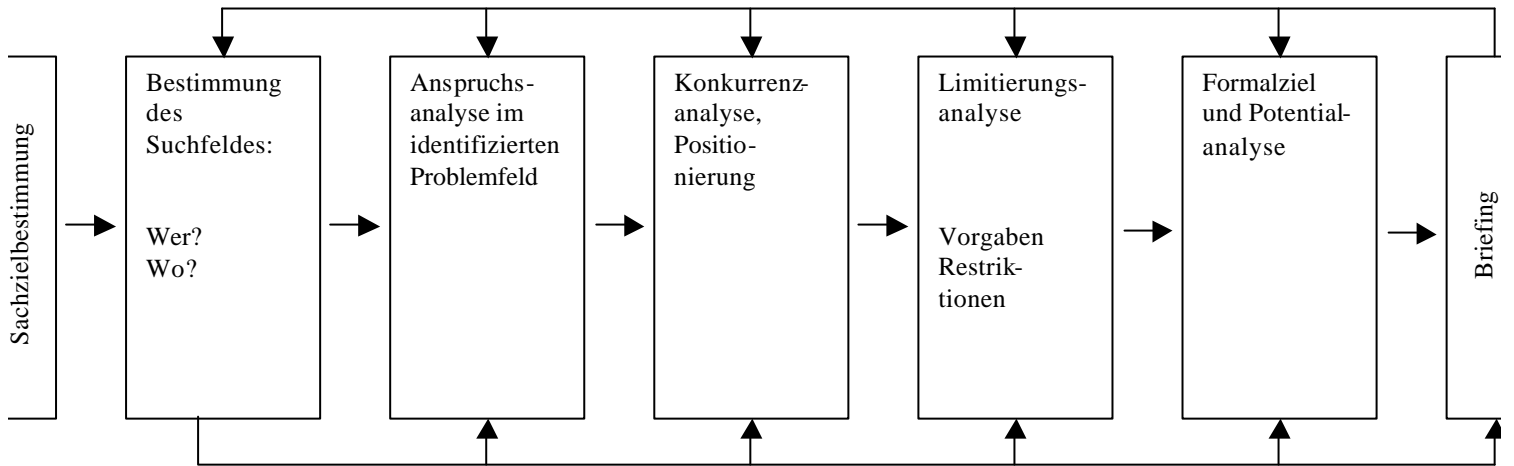 Sachzielbestimmung
Bestimmung
des
Suchfeldes:
Wer?
Wo?
Anspruchs-
analyse im
identifizierten
Problemfeld
Konkurrenz-
analyse,
Positio-
nierung
Limitierungs-
analyse
Vorgaben
Restrik-
tionen
Formalziel
und Potential-
analyse
Briefing